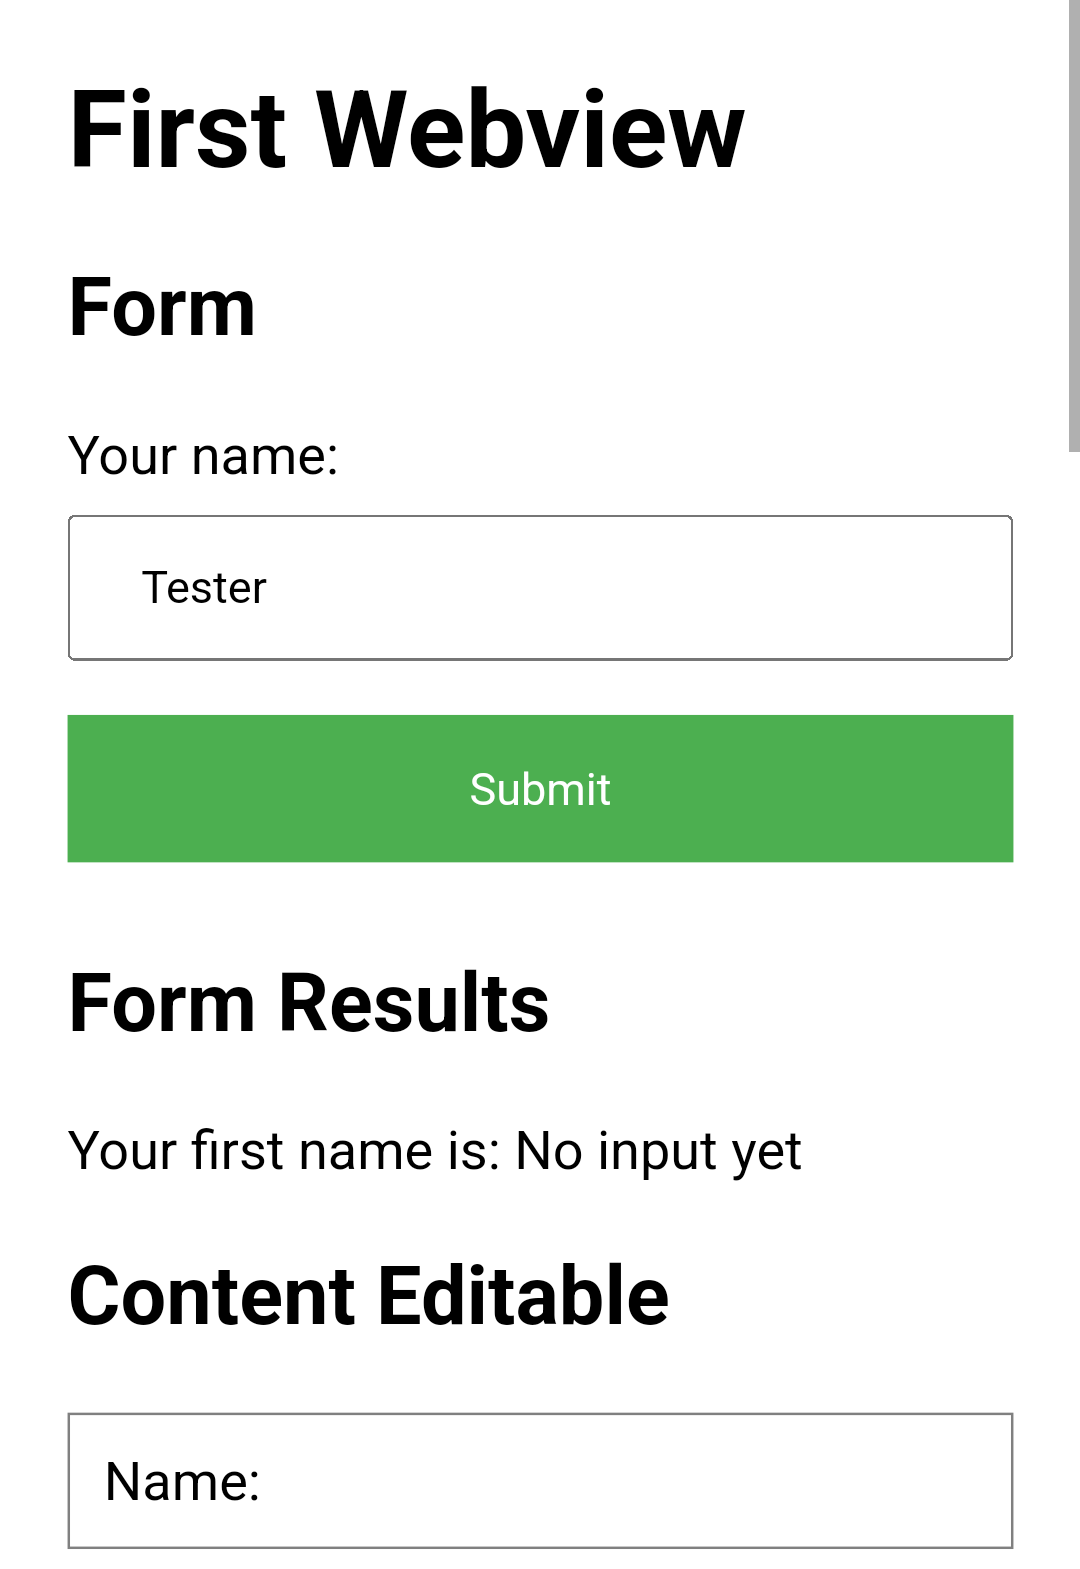 First Webview
Form
Your name:
Tester
Submit
Form Results
Your first name is: No input yet
Content Editable
Name: